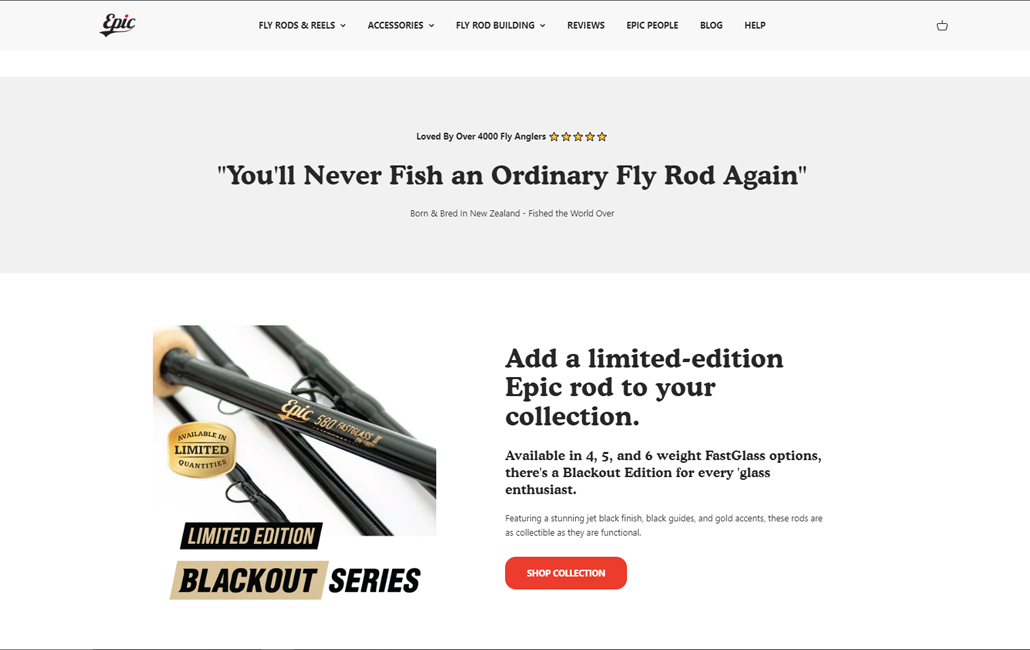 Epic
FLY RODS & REELS
ACCESSORIES
FLY ROD BUILDING
REVIEWS
EPIC PEOPLE
BLOG
HELP
Loved By Over 4000 Fly Anglers
"You'll Never Fish an Ordinary Fly Rod Again"
Born & Bred In New Zealand - Fished the World Over
Epic 580 FASTGLASS II
AVAILABLE IN
LIMITED
QUANTITIES
LIMITED EDITION
BLACKOUT SERIES
Add a limited-edition
Epic rod to your
collection.
Available in 4, 5, and 6 weight FastGlass options,
there's a Blackout Edition for every 'glass
enthusiast.
Featuring a stunning jet black finish, black guides, and gold accents, these rods are
as collectible as they are functional.
SHOP COLLECTION